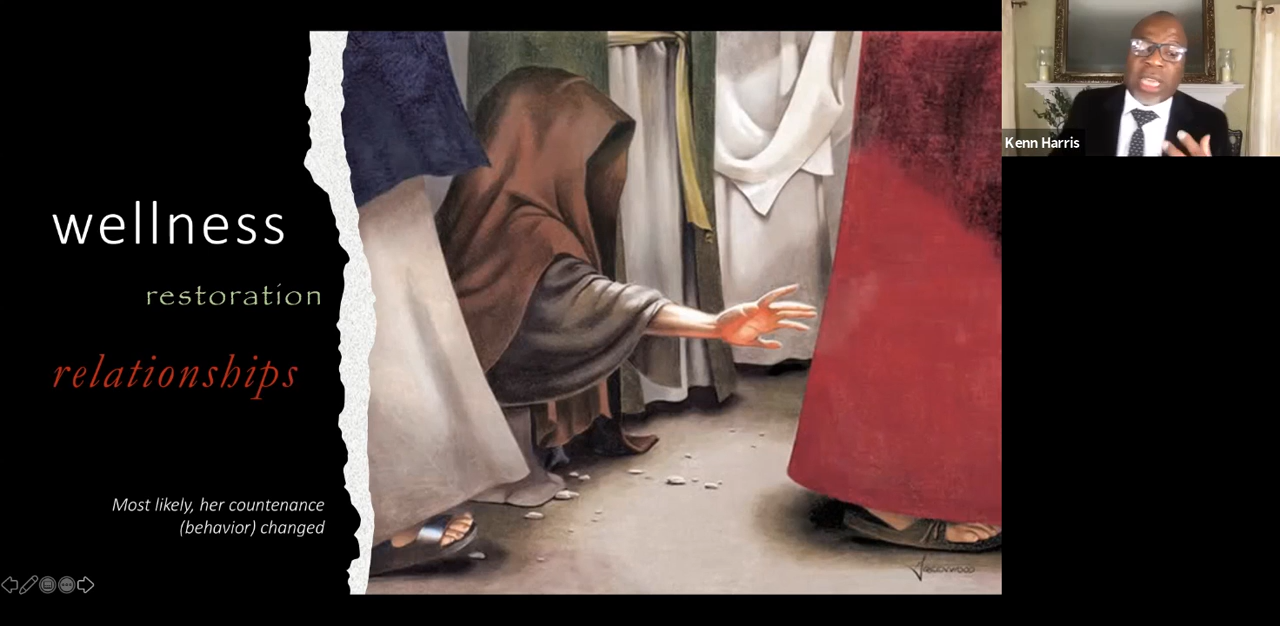 wellness
restoration
relationships
Most likely, her countenance
(behavior) changed
Kenn Harris